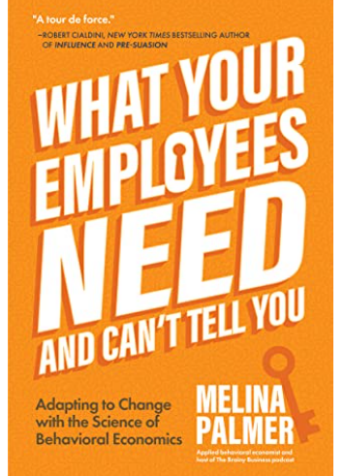 "A tour de force."
–ROBERT CIALDINI, NEW YORK TIMES BESTSELLING AUTHOR
OF INFLUENCE AND PRE-SUASION
WHAT YOUR
EMPLOYEES
NEED
AND CAN'T TELL YOU
Adapting to Change
with the Science of
Behavioral Economics
MELINA
PALMER
Applied behavioral economist and
host of The Brainy Business podcast